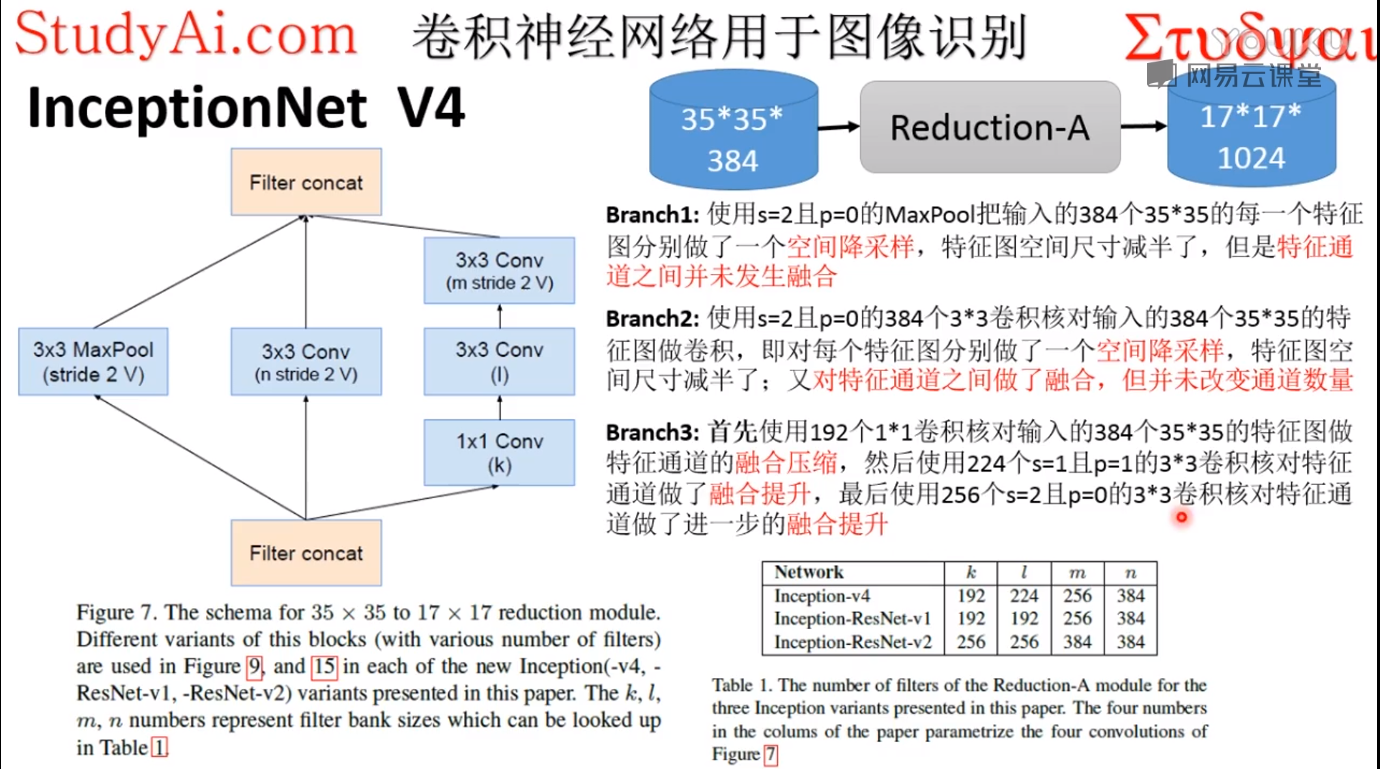 StudyAi.com
卷积神经网络用于图像识别
Στυδψαι
YOUKU
网易云课堂
InceptionNet V4
35*35*
384
Reduction-A
17*17*
1024
Filter concat
3x3 Conv
(m stride 2 V)
3x3 MaxPool
(stride 2 V)
3x3 Conv
(n stride 2 V)
3x3 Conv
(l)
1x1 Conv
(k)
Filter concat
Figure 7. The schema for 35 × 35 to 17 × 17 reduction module.
Different variants of this blocks (with various number of filters)
are used in Figure 9, and 15 in each of the new Inception(-v4, -
ResNet-v1, -ResNet-v2) variants presented in this paper. The k, l,
m, n numbers represent filter bank sizes which can be looked up
in Table 1.
Branch1: 使用s=2且p=0的MaxPool把输入的384个35*35的每一个特征
图分别做了一个空间降采样，特征图空间尺寸减半了，但是特征通
道之间并未发生融合
Branch2: 使用s=2且p=0的384个3*3卷积核对输入的384个35*35的特
征图做卷积，即对每个特征图分别做了一个空间降采样，特征图空
间尺寸减半了；又对特征通道之间做了融合，但并未改变通道数量
Branch3: 首先使用192个1*1卷积核对输入的384个35*35的特征图做
特征通道的融合压缩，然后使用224个s=1且p=1的3*3卷积核对特征
通道做了融合提升，最后使用256个s=2且p=0的3*3卷积核对特征通
道做了进一步的融合提升
Network k l m n
Inception-v4 192 224 256 384
Inception-ResNet-v1 192 192 256 384
Inception-ResNet-v2 256 256 384 384
Table 1. The number of filters of the Reduction-A module for the
three Inception variants presented in this paper. The four numbers
in the colums of the paper parametrize the four convolutions of
Figure 7